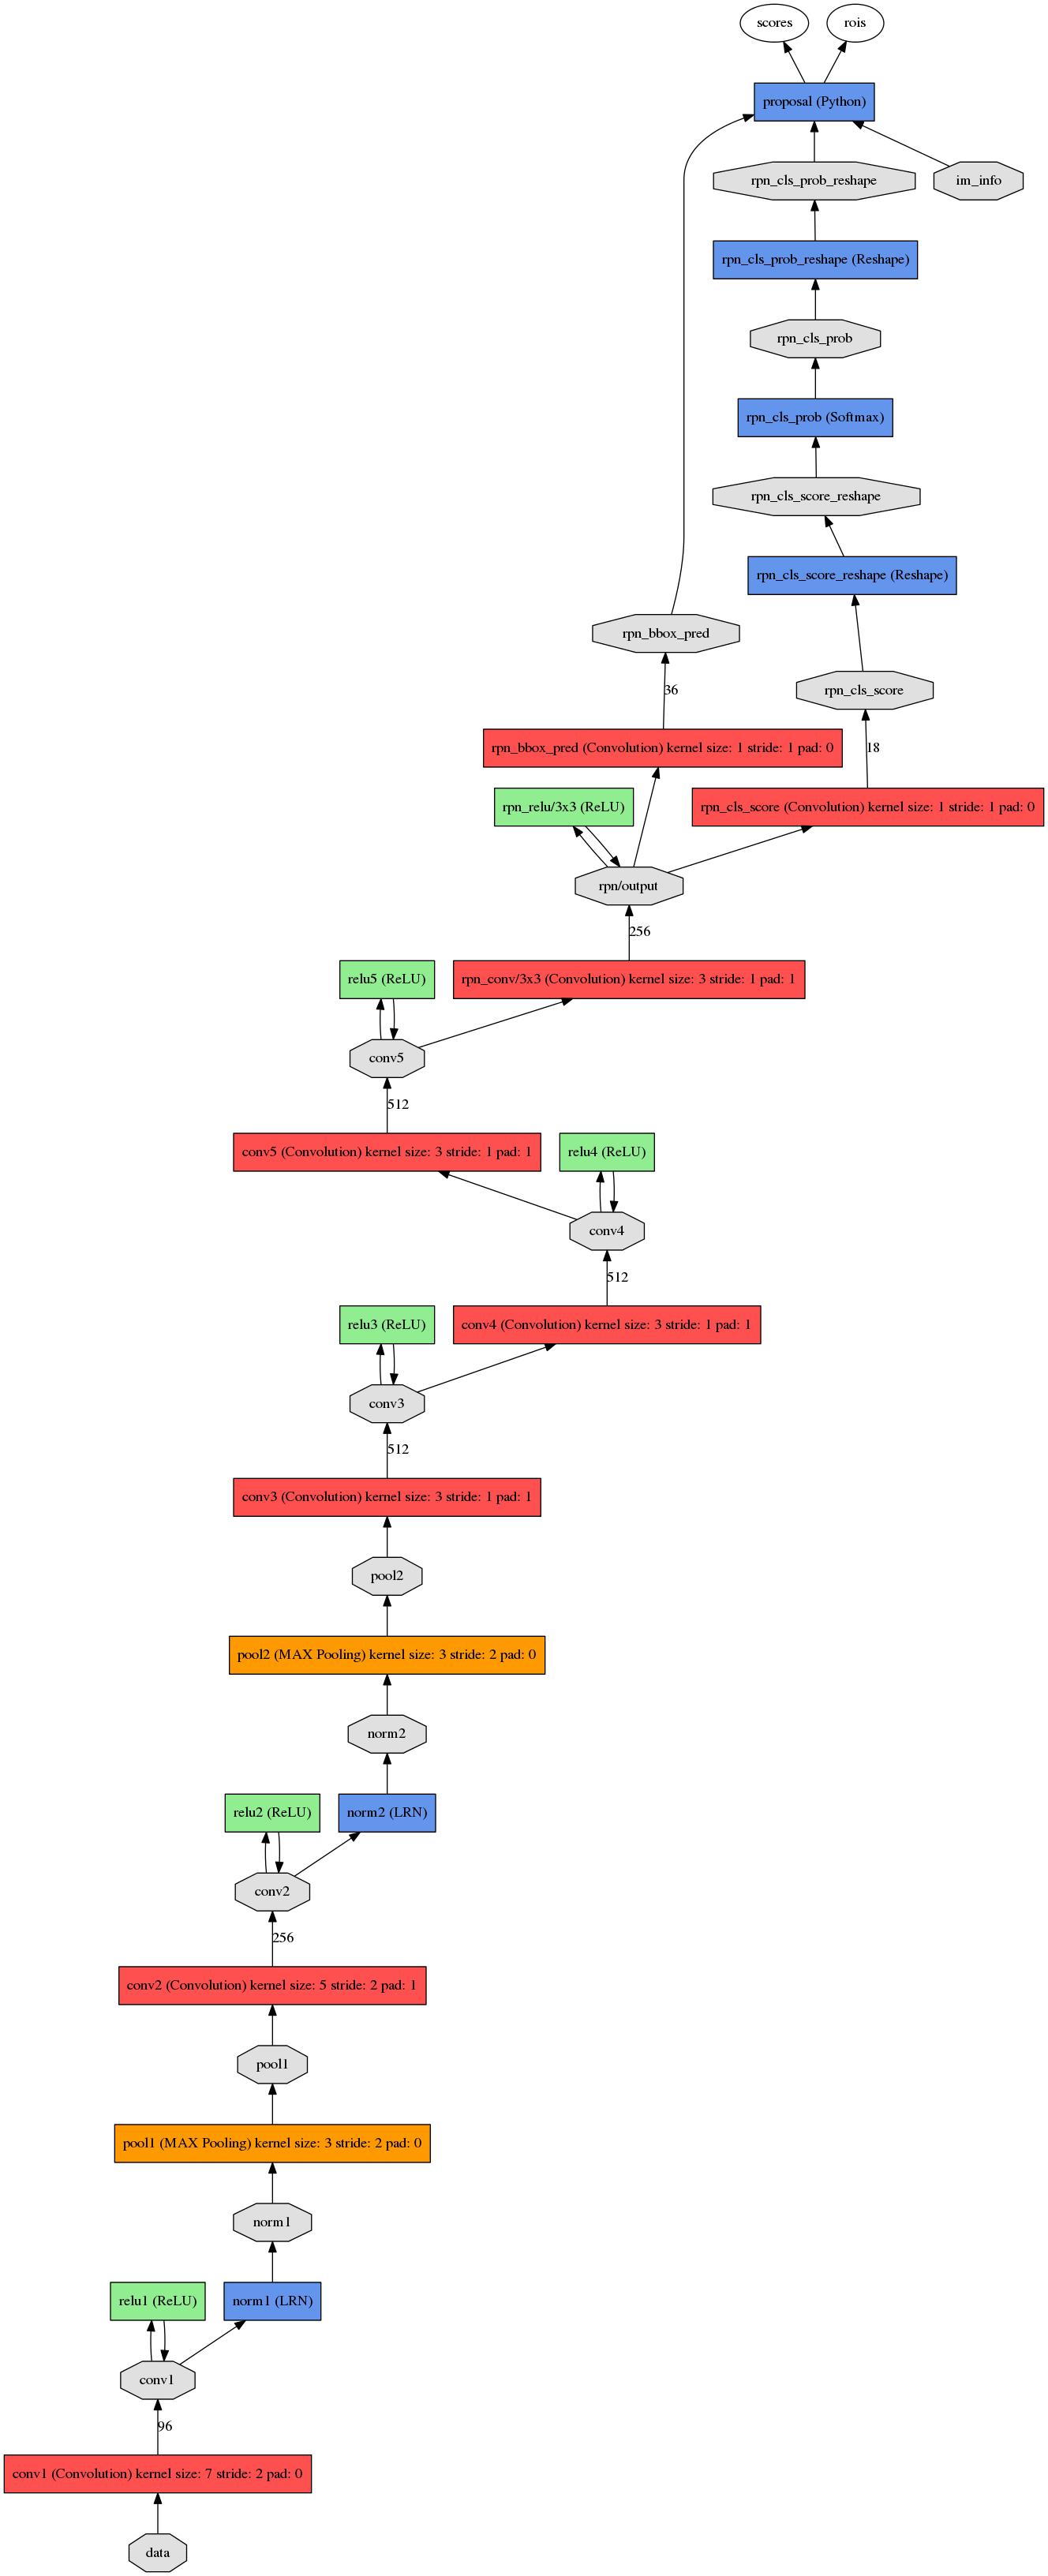 scores
rois
proposal (Python)
rpn_cls_prob_reshape
im_info
rpn_cls_prob_reshape (Reshape)
rpn_cls_prob
rpn_cls_prob (Softmax)
rpn_cls_score_reshape
rpn_cls_score_reshape (Reshape)
rpn_bbox_pred
rpn_cls_score
36
rpn_bbox_pred (Convolution) kernel size: 1 stride: 1 pad: 0
18
rpn_relu/3x3 (ReLU)
rpn_cls_score (Convolution) kernel size: 1 stride: 1 pad: 0
rpn/output
256
relu5 (ReLU)
rpn_conv/3x3 (Convolution) kernel size: 3 stride: 1 pad: 1
conv5
512
conv5 (Convolution) kernel size: 3 stride: 1 pad: 1
relu4 (ReLU)
conv4
512
relu3 (ReLU)
conv4 (Convolution) kernel size: 3 stride: 1 pad: 1
conv3
512
conv3 (Convolution) kernel size: 3 stride: 1 pad: 1
pool2
pool2 (MAX Pooling) kernel size: 3 stride: 2 pad: 0
norm2
relu2 (ReLU)
norm2 (LRN)
conv2
256
conv2 (Convolution) kernel size: 5 stride: 2 pad: 1
pool1
pool1 (MAX Pooling) kernel size: 3 stride: 2 pad: 0
norm1
relu1 (ReLU)
norm1 (LRN)
conv1
96
conv1 (Convolution) kernel size: 7 stride: 2 pad: 0
data